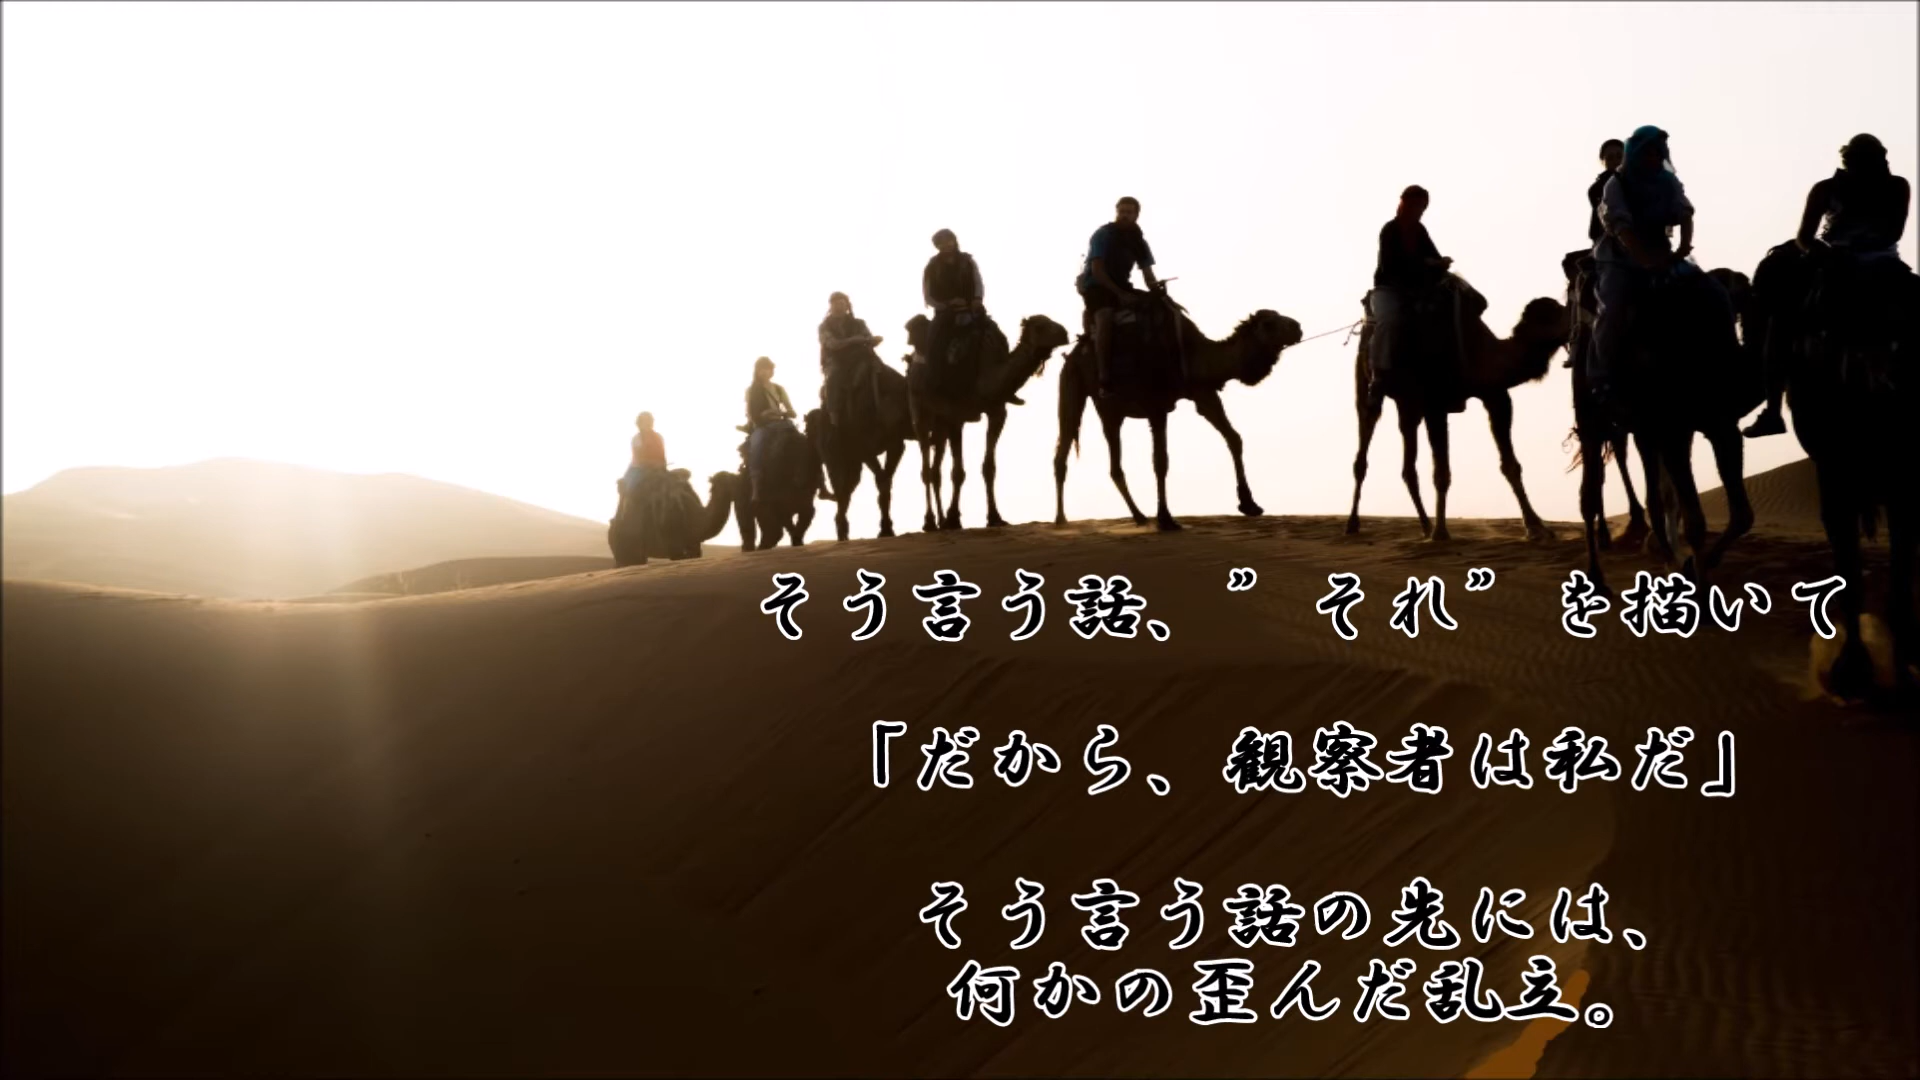 そう言う話、”それ”を描いて
「だから、観察者は私だ」
そう言う話の先には、
何かの歪んだ乱立。